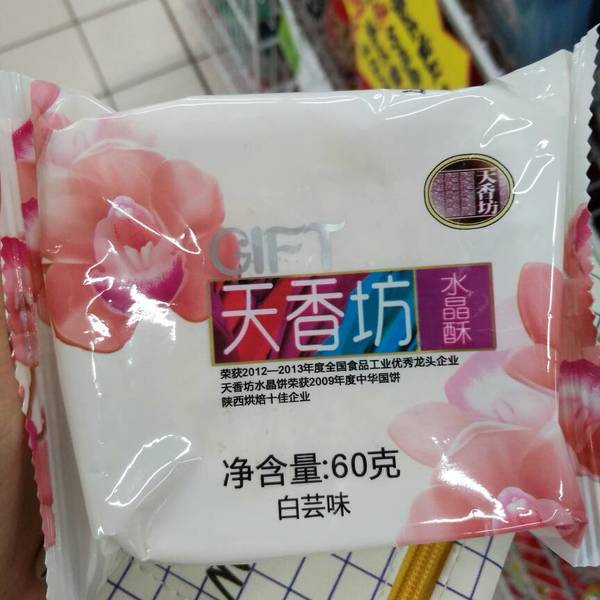 天香坊
GIFT
天香坊
水晶酥
荣获2012—2013年度全国食品工业优秀龙头企业
天香坊水晶饼荣获2009年度中华国饼
陕西烘焙十佳企业
净含量:60克
白芸味